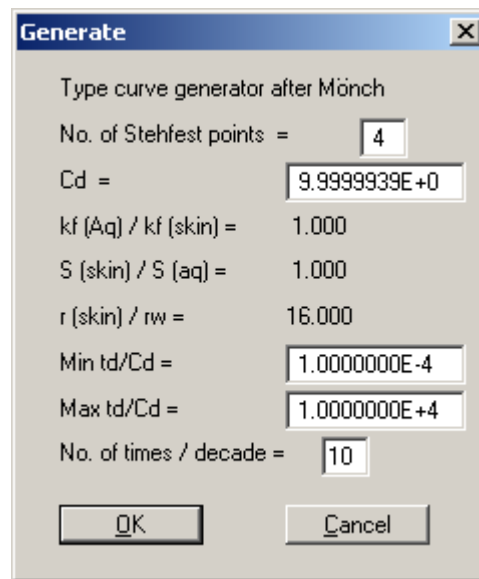 Generate
Type curve generator after Mönch
No. of Stehfest points = 4
Cd = 9.9999939E+0
kf (Aq) / kf (skin) = 1.000
S (skin) / S (aq) = 1.000
r (skin) / rw = 16.000
Min td/Cd = 1.0000000E-4
Max td/Cd = 1.0000000E+4
No. of times / decade = 10
OK Cancel